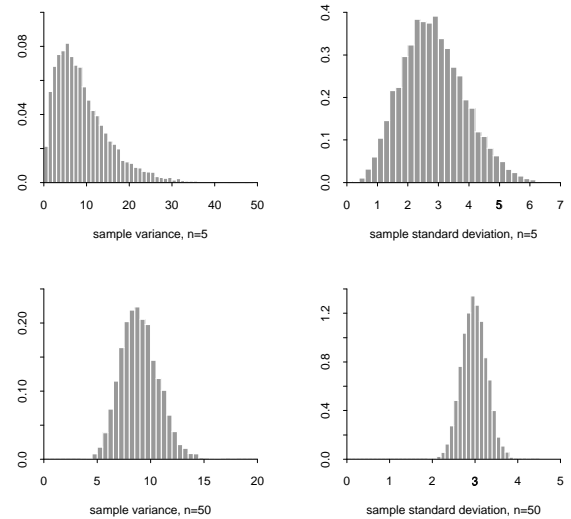 0.08
0.04
0.0
0 10 20 30 40 50
sample variance, n=5
0.4
0.3
0.2
0.1
0.0
0 1 2 3 4 5 6 7
sample standard deviation, n=5
0.20
0.10
0.0
0 5 10 15 20
sample variance, n=50
1.2
0.8
0.4
0.0
0 1 2 3 4 5
sample standard deviation, n=50